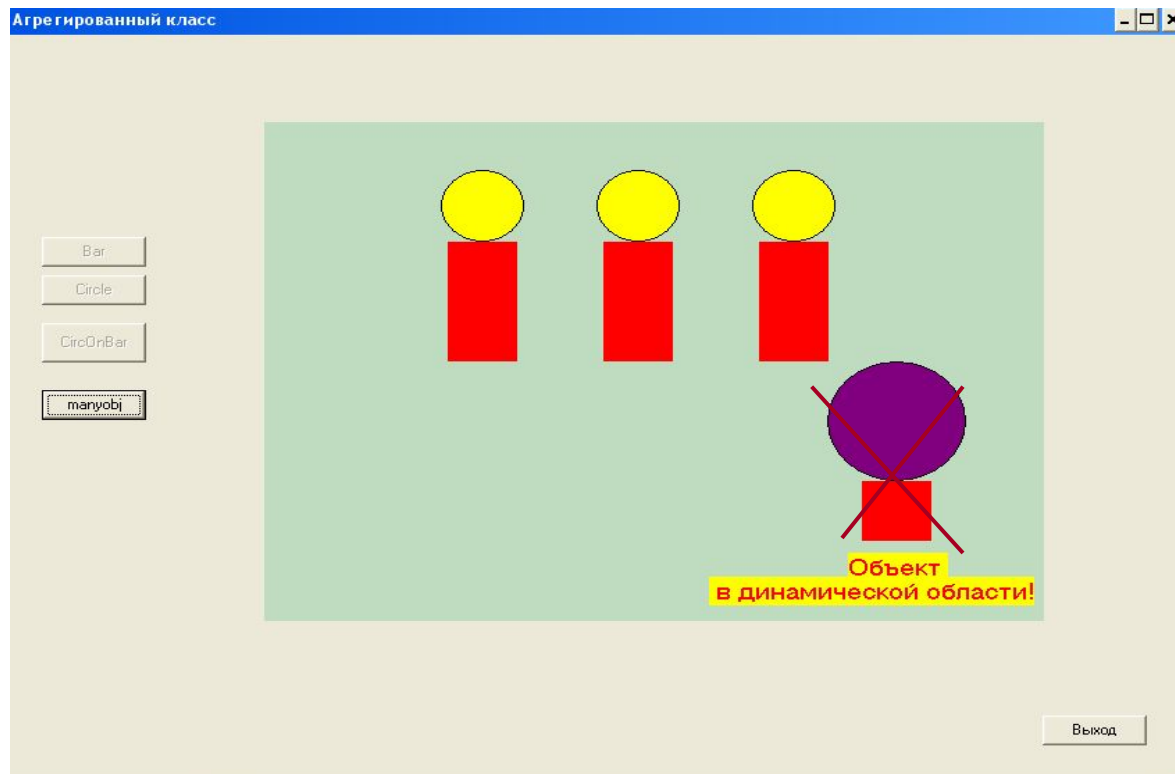 Агрегированный класс
Bar
Circle
CircOnBar
manyobj
Объект
в динамической области!
Выход